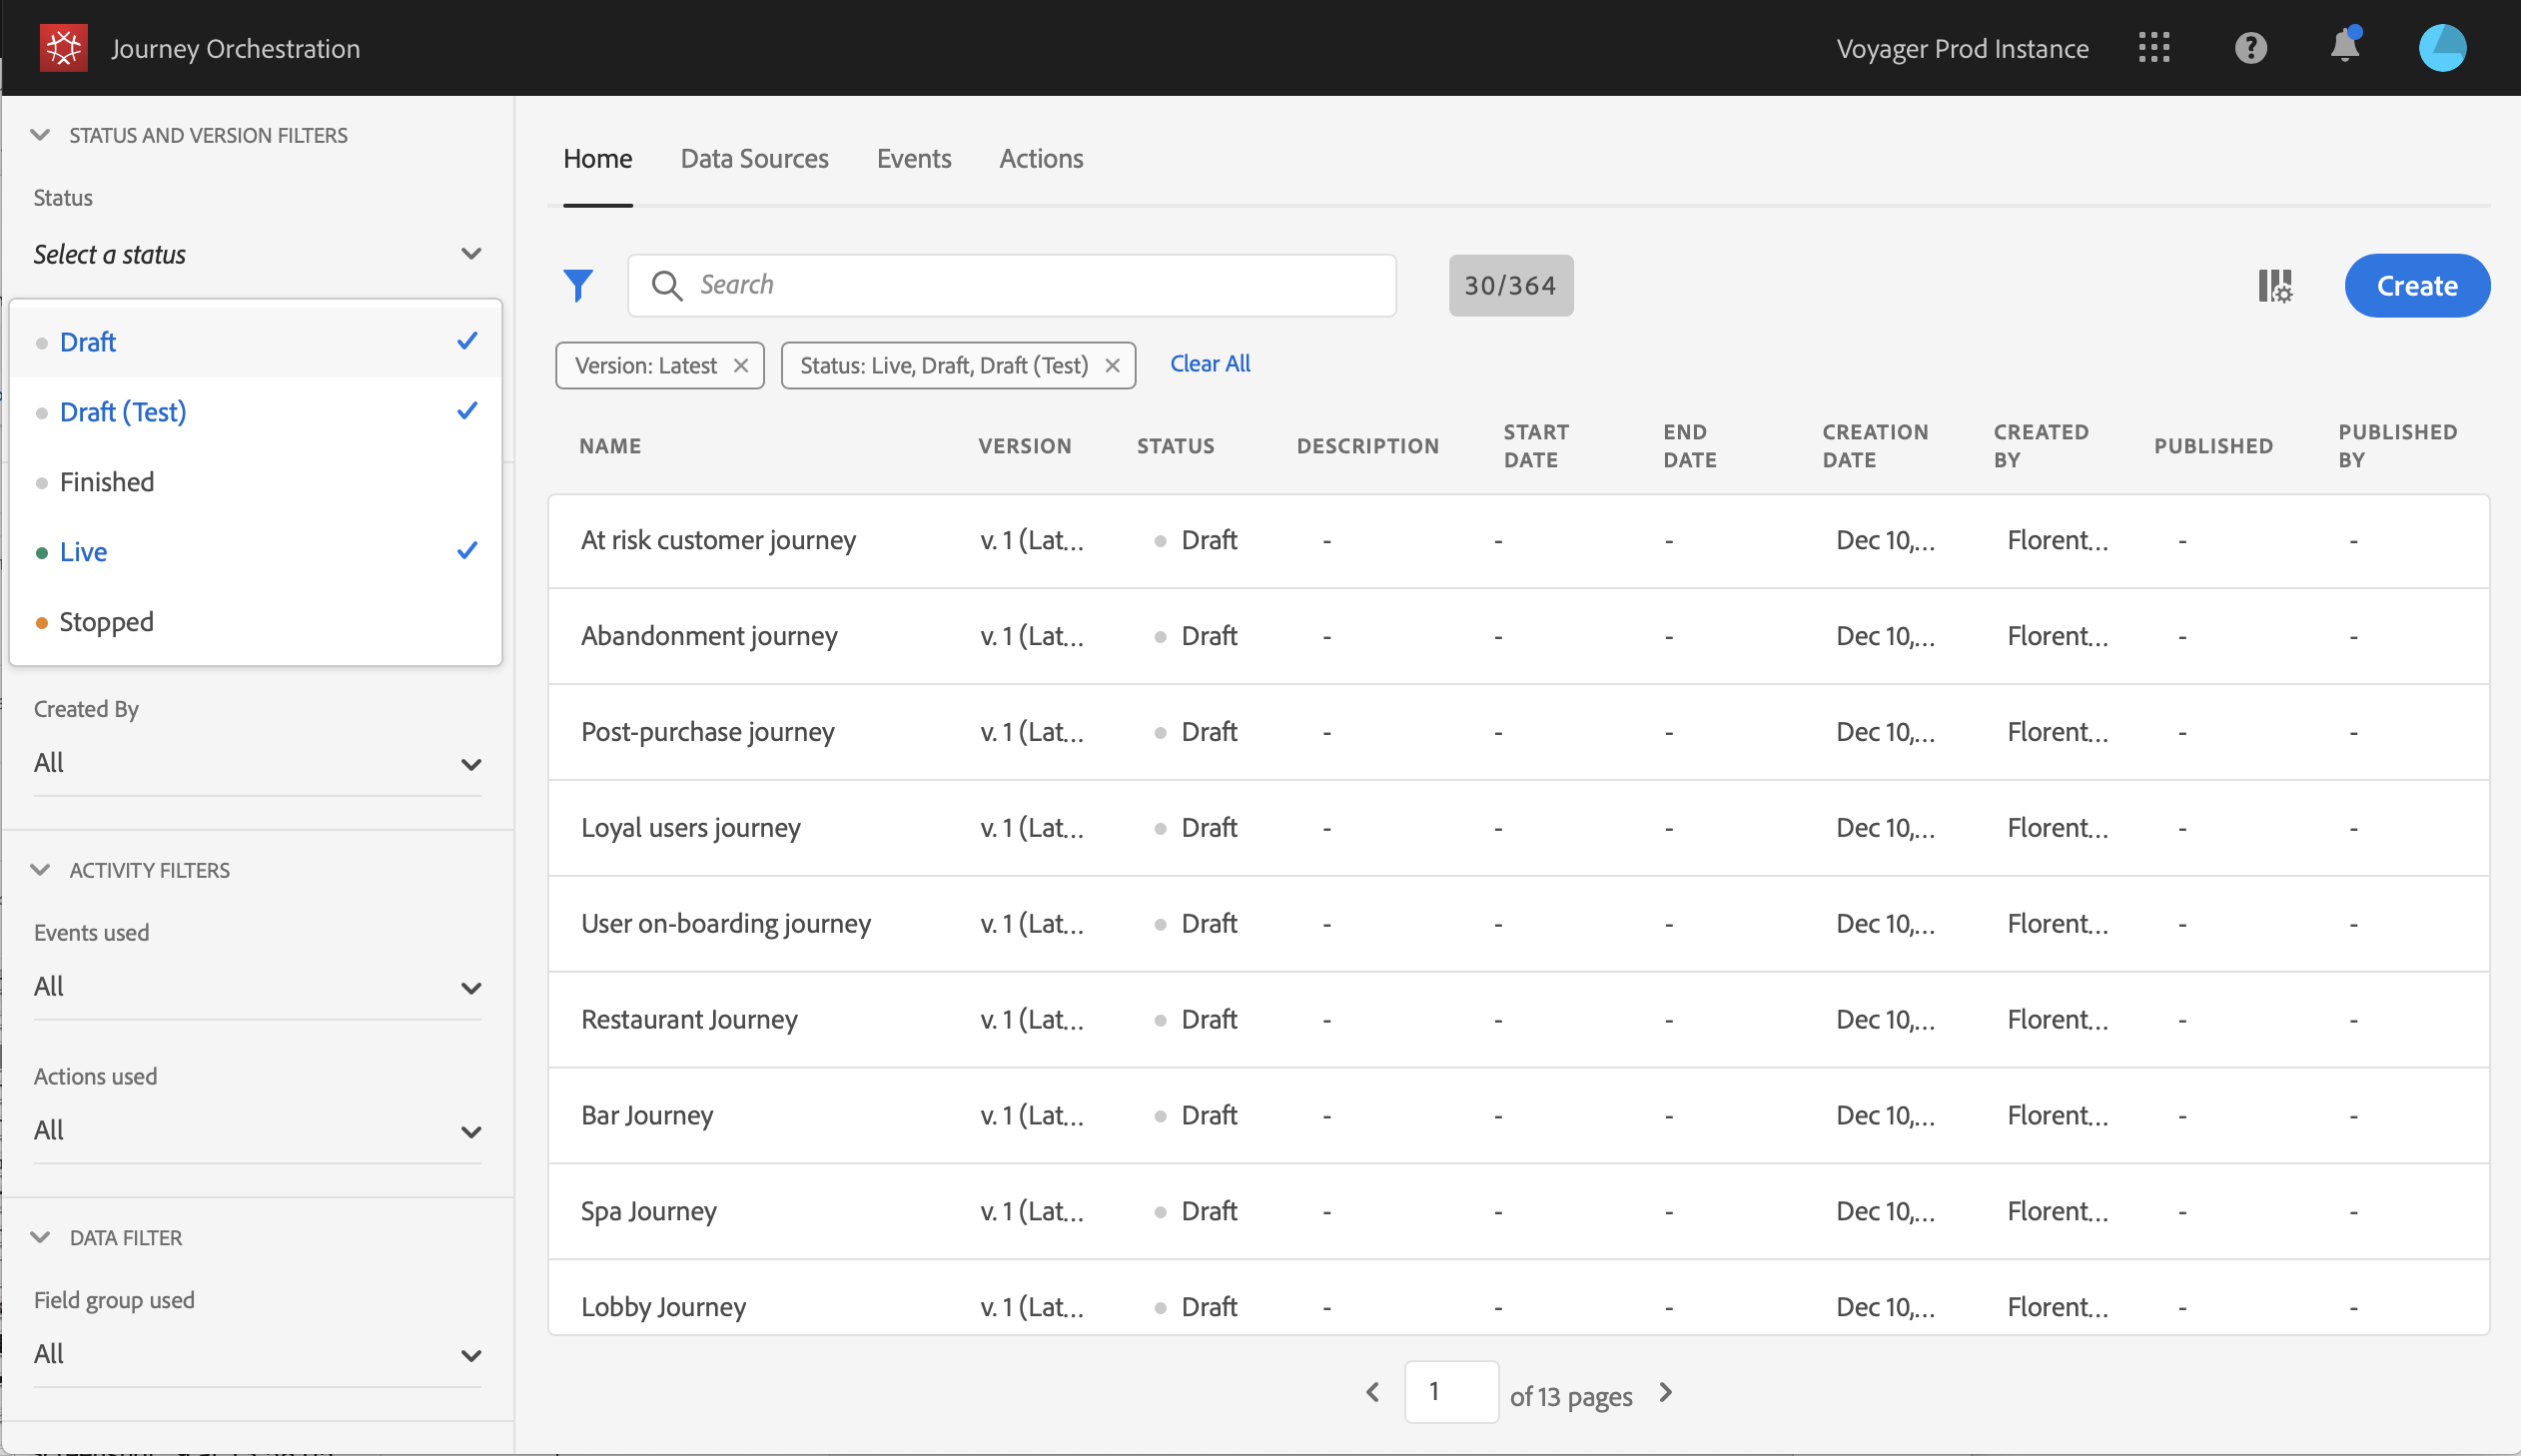 Journey Orchestration
Voyager Prod Instance
STATUS AND VERSION FILTERS
Status
Select a status
Draft
Draft (Test)
Finished
Live
Stopped
Created By
All
ACTIVITY FILTERS
Events used
All
Actions used
All
DATA FILTER
Field group used
All
Home Data Sources Events Actions
Search
30/364
Create
Version: Latest
Status: Live, Draft, Draft (Test)
Clear All
NAME VERSION STATUS DESCRIPTION START DATE END DATE CREATION DATE CREATED BY PUBLISHED PUBLISHED BY
At risk customer journey v. 1 (Lat... Draft - - - Dec 10,... Florent... - -
Abandonment journey v. 1 (Lat... Draft - - - Dec 10,... Florent... - -
Post-purchase journey v. 1 (Lat... Draft - - - Dec 10,... Florent... - -
Loyal users journey v. 1 (Lat... Draft - - - Dec 10,... Florent... - -
User on-boarding journey v. 1 (Lat... Draft - - - Dec 10,... Florent... - -
Restaurant Journey v. 1 (Lat... Draft - - - Dec 10,... Florent... - -
Bar Journey v. 1 (Lat... Draft - - - Dec 10,... Florent... - -
Spa Journey v. 1 (Lat... Draft - - - Dec 10,... Florent... - -
Lobby Journey v. 1 (Lat... Draft - - - Dec 10,... Florent... - -
1 of 13 pages